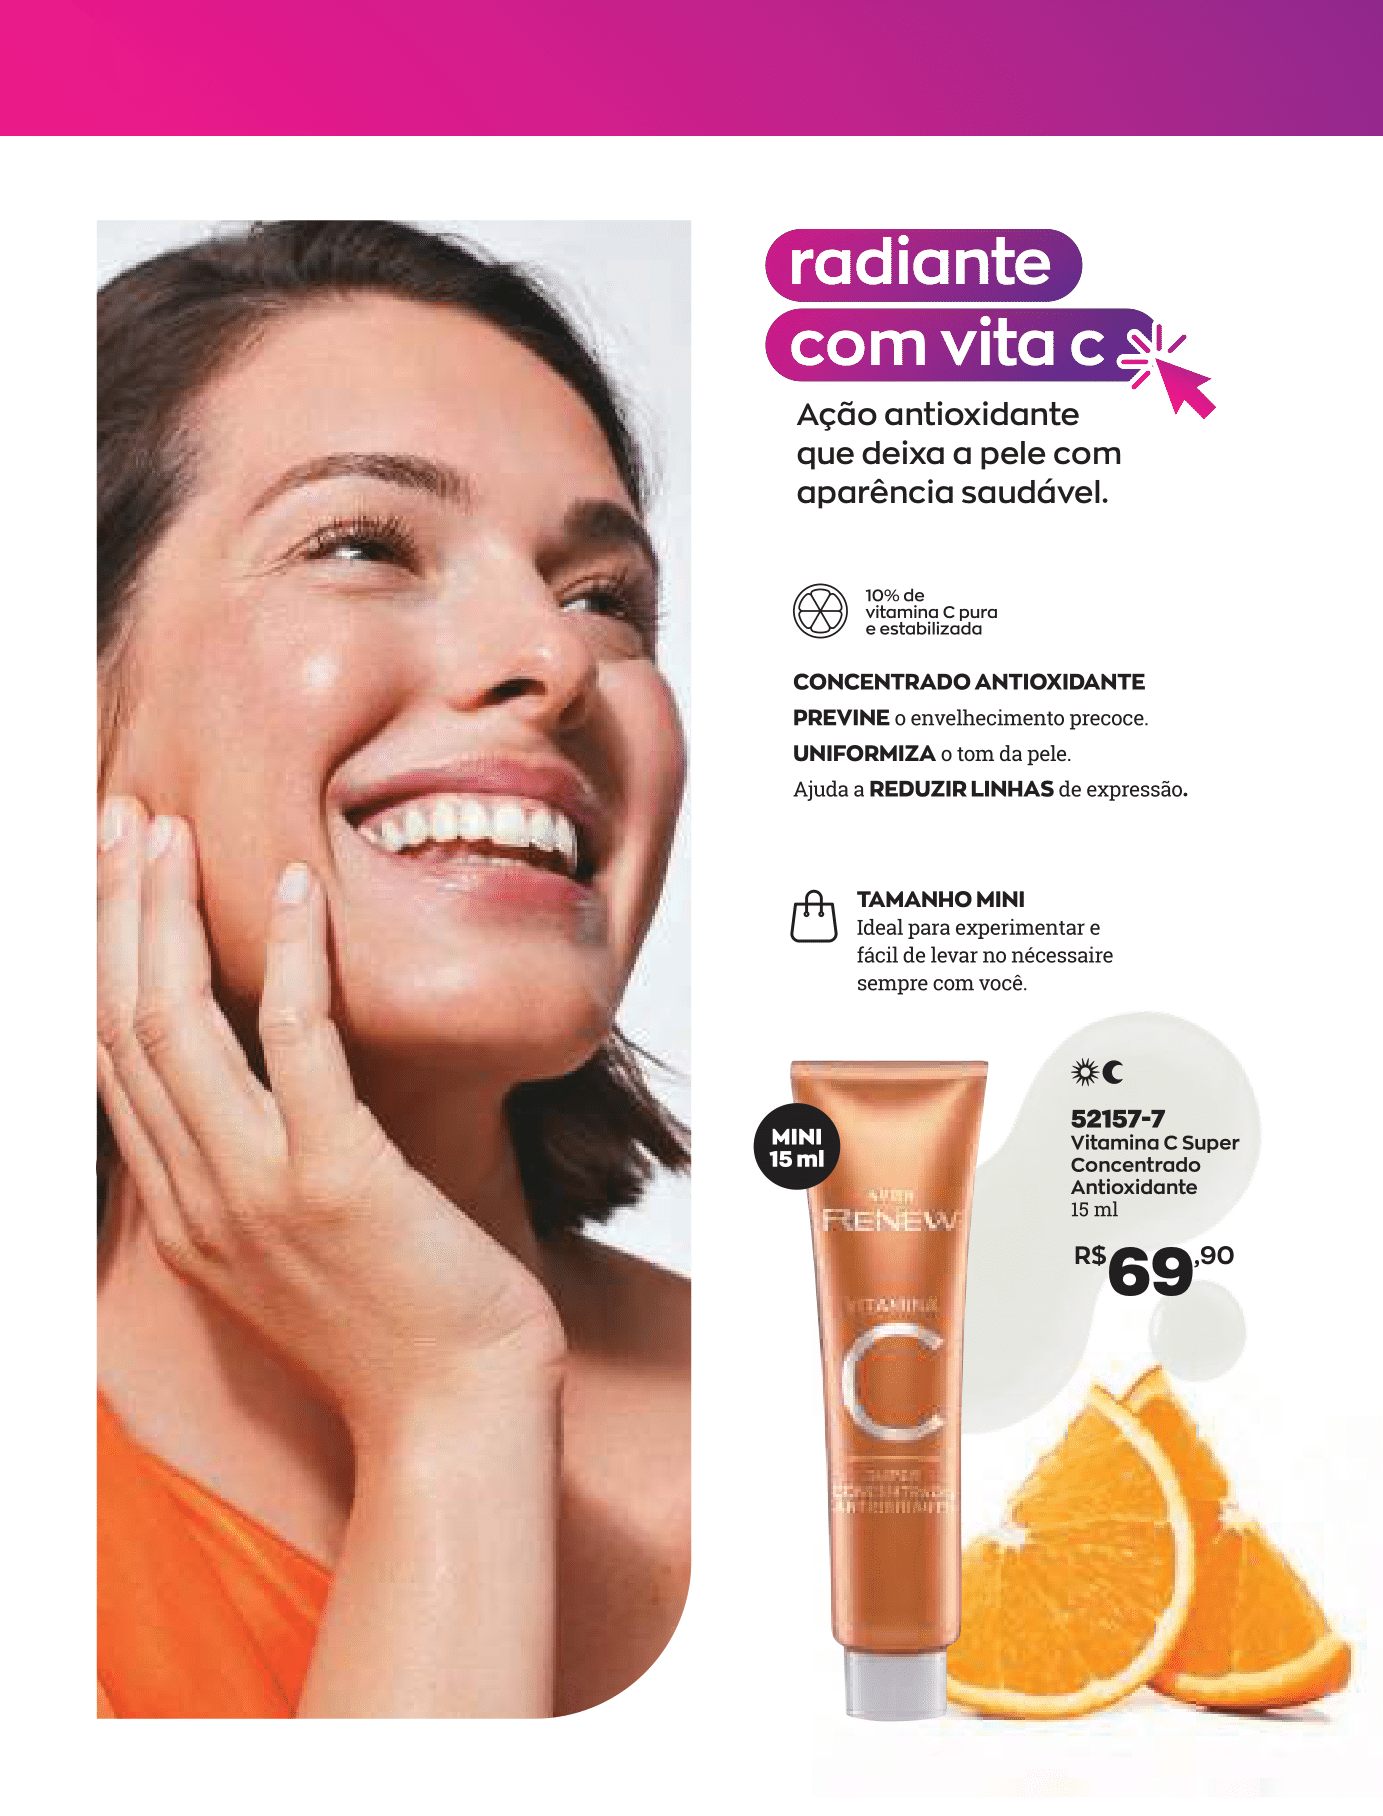 radiante
com vita c
Ação antioxidante
que deixa a pele com
aparência saudável.
10% de
vitamina C pura
e estabilizada
CONCENTRADO ANTIOXIDANTE
PREVINE o envelhecimento precoce.
UNIFORMIZA o tom da pele.
Ajuda a REDUZIR LINHAS de expressão.
TAMANHO MINI
Ideal para experimentar e
fácil de levar no nécessaire
sempre com você.
MINI
15 ml
52157-7
Vitamina C Super
Concentrado
Antioxidante
15 ml
R$69,90
AVON
RENEW
VITAMINA
C
SUPER
CONCENTRADO
ANTIOXIDANTE